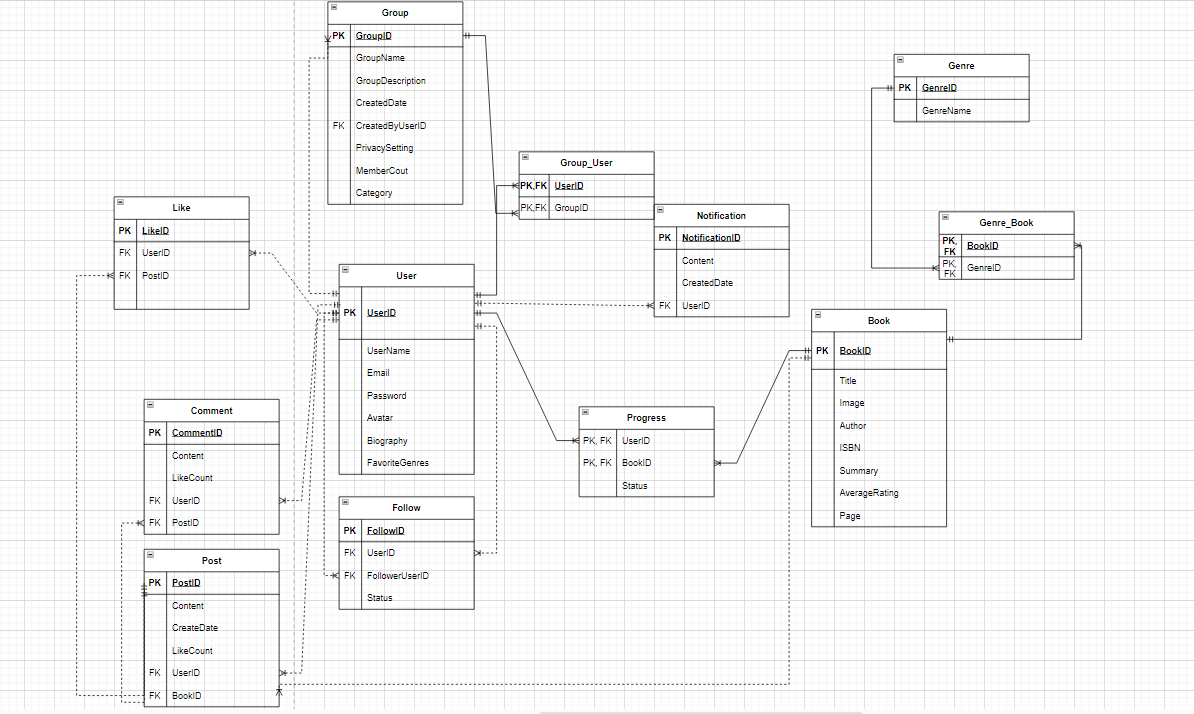 Group
PK GroupID
GroupName
GroupDescription
CreatedDate
FK CreatedByUserID
PrivacySetting
MemberCout
Category
Genre
PK GenreID
GenreName
Group_User
PK,FK UserID
PK,FK GroupID
Like
PK LikeID
FK UserID
FK PostID
Notification
PK NotificationID
Content
CreatedDate
FK UserID
Genre_Book
PK, FK BookID
PK, FK GenreID
User
PK UserID
UserName
Email
Password
Avatar
Biography
FavoriteGenres
Book
PK BookID
Title
Image
Author
ISBN
Summary
AverageRating
Page
Comment
PK CommentID
Content
LikeCount
FK UserID
FK PostID
Progress
PK, FK UserID
PK, FK BookID
Status
Follow
PK FollowID
FK UserID
FK FollowerUserID
Status
Post
PK PostID
Content
CreateDate
LikeCount
FK UserID
FK BookID